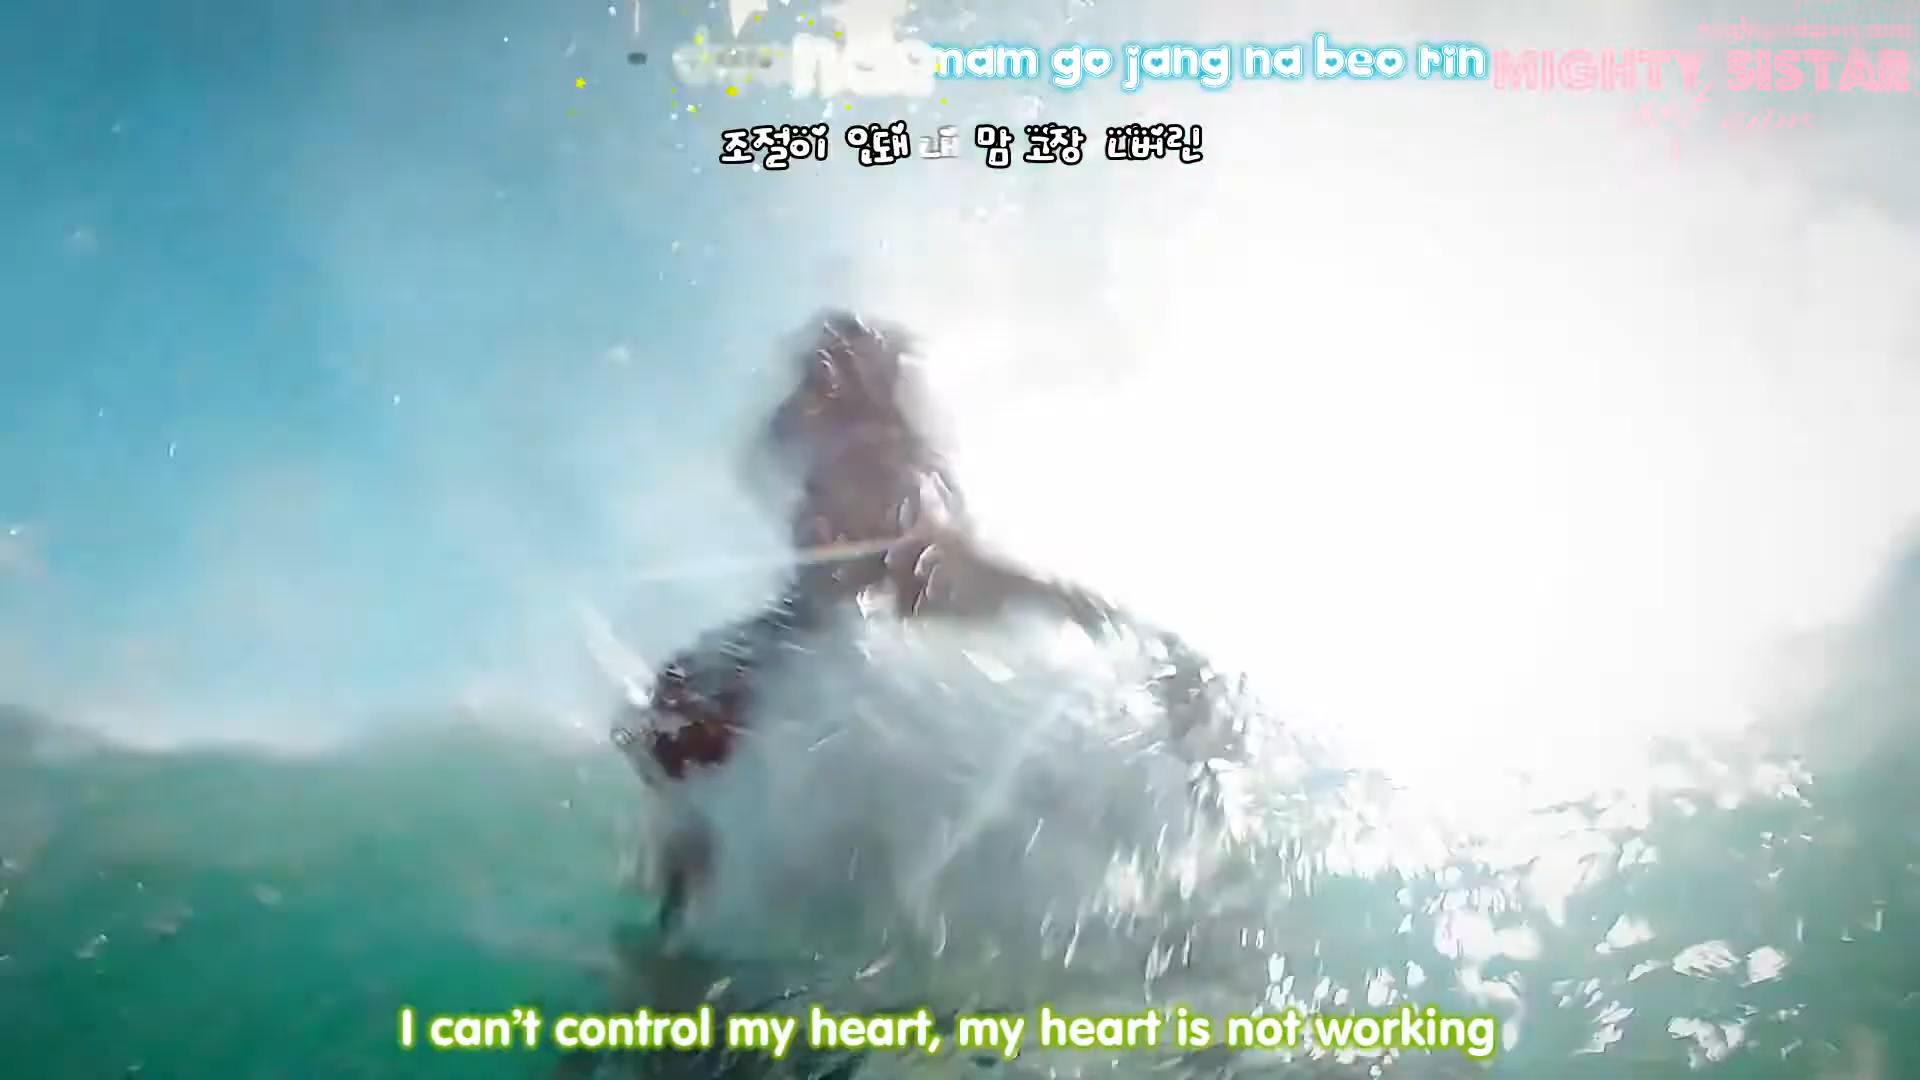 mam go jang na beo rin
MIGHTY SISTAR
조절이 안돼 내 맘 고장 나버린
I can't control my heart, my heart is not working